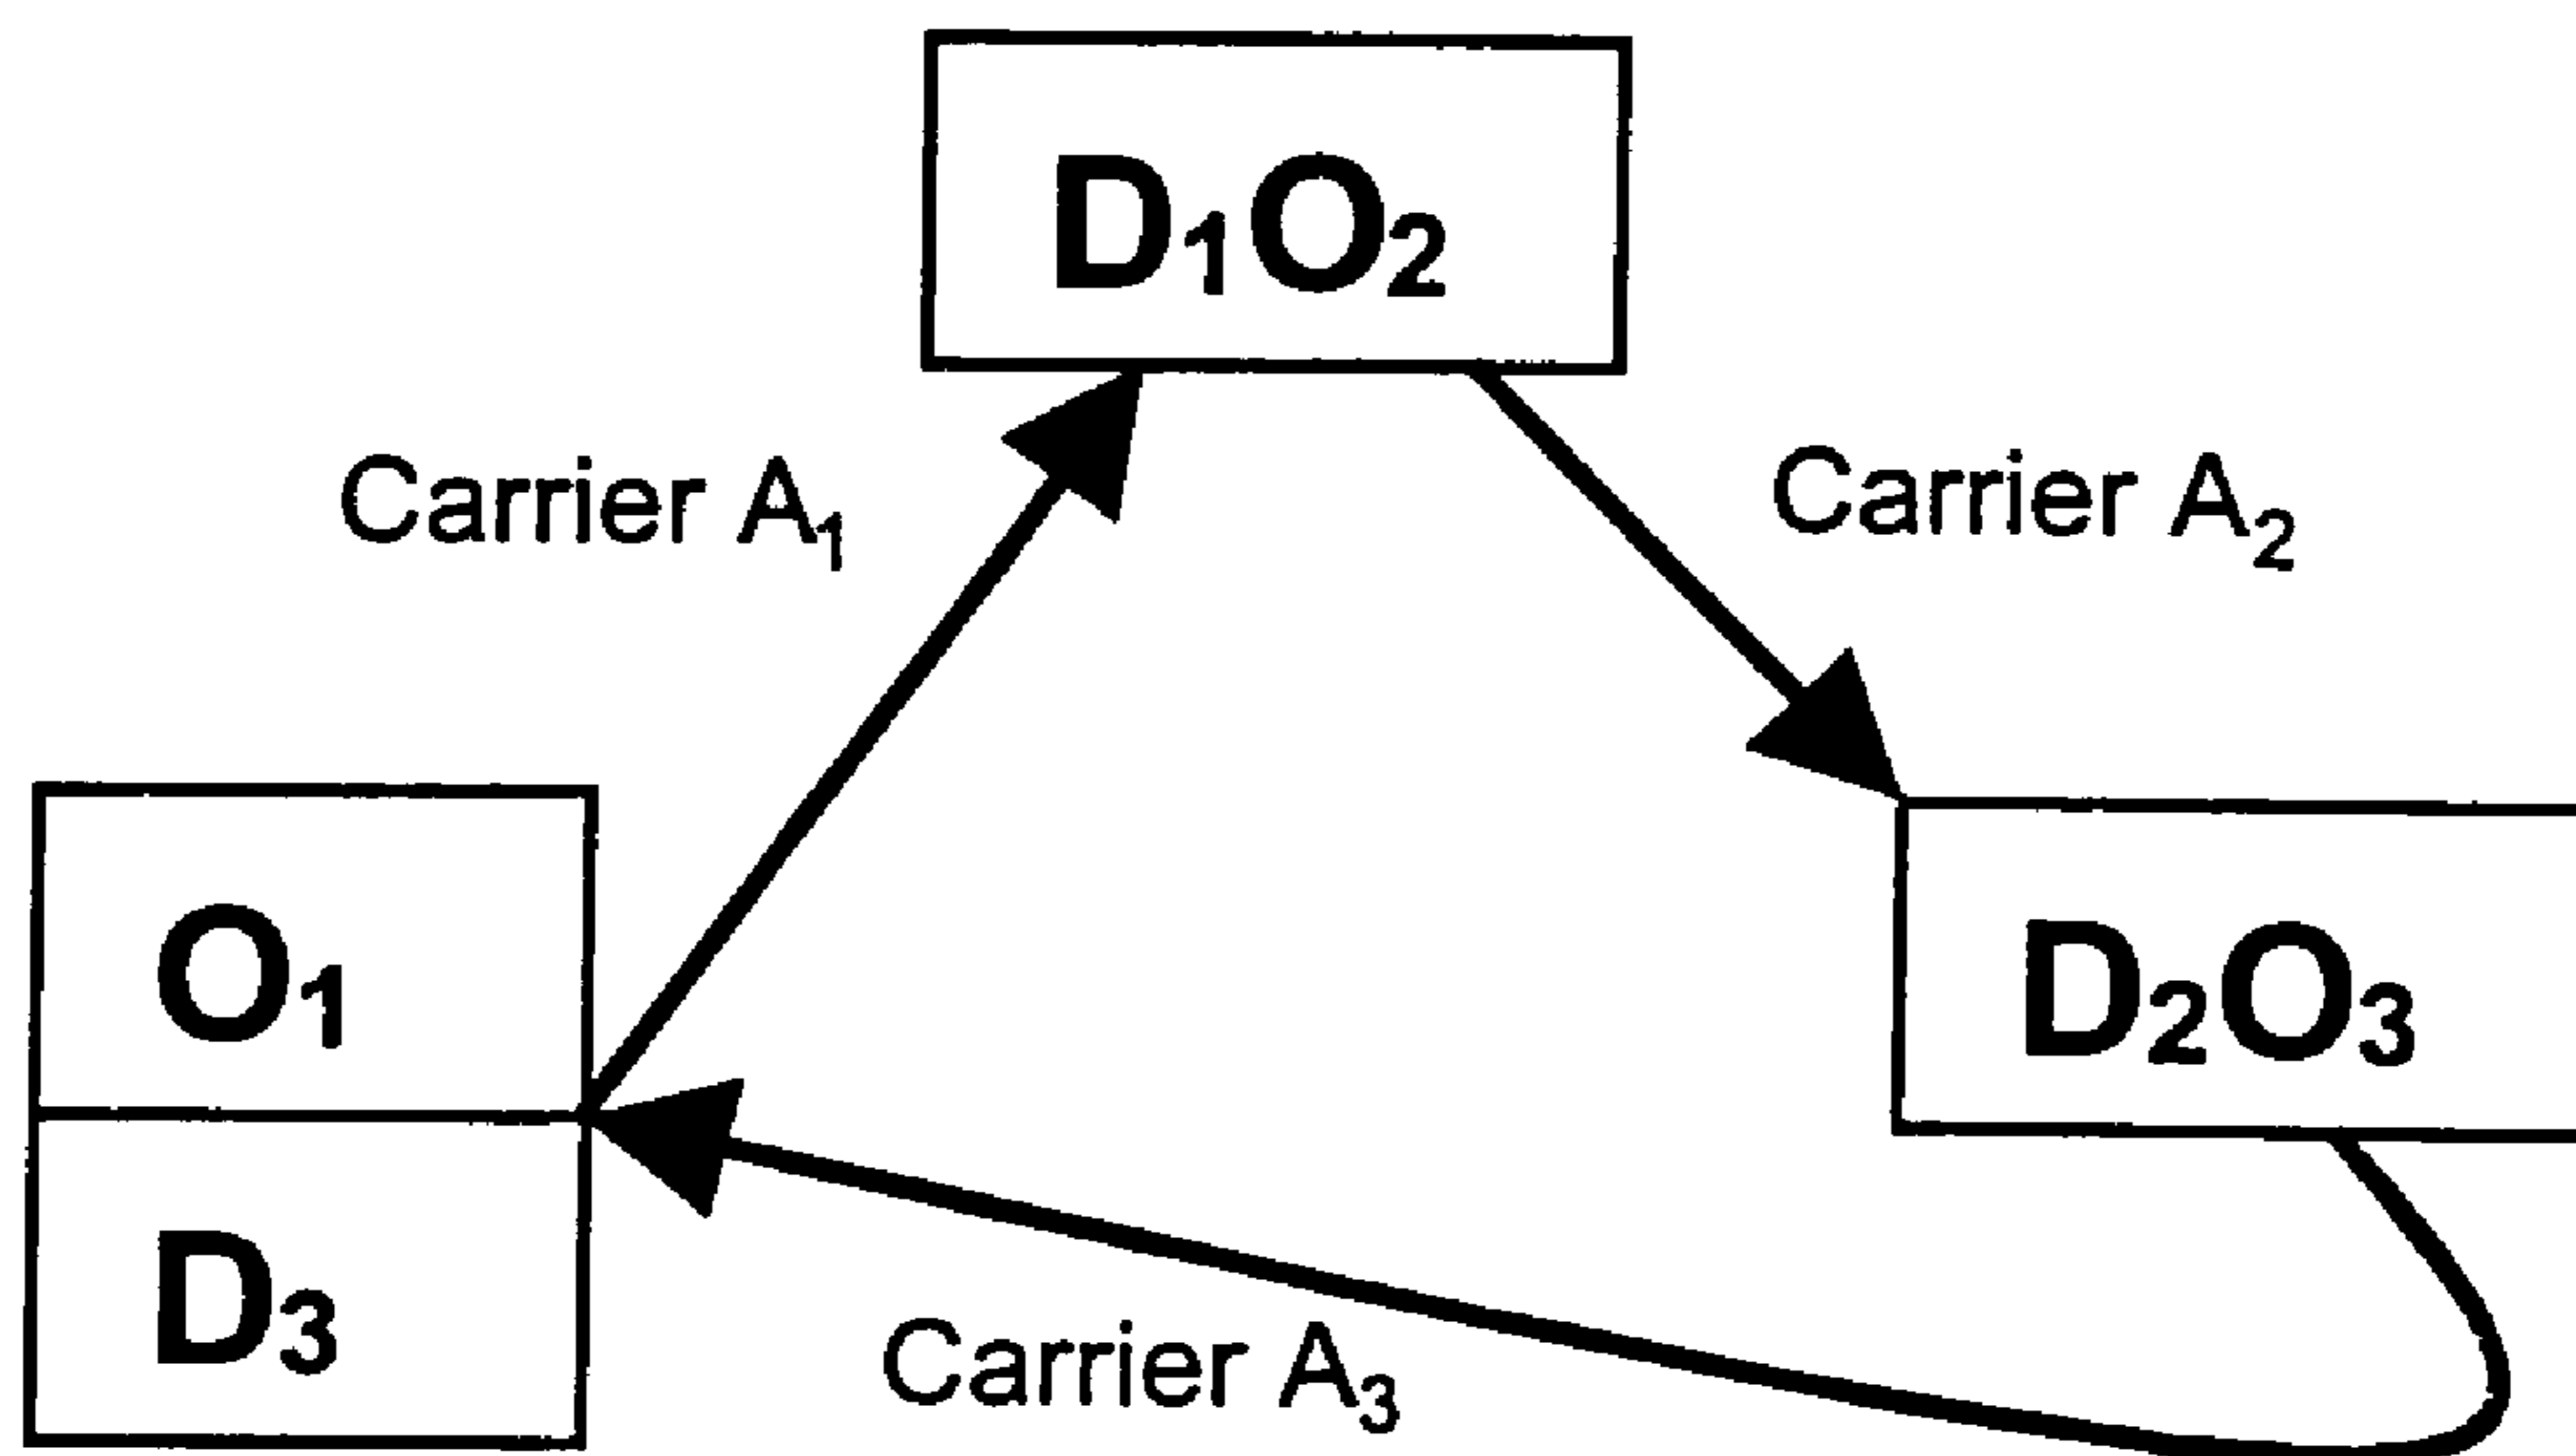 D₁O₂
Carrier A₁
Carrier A₂
O₁
D₂O₃
D₃
Carrier A₃